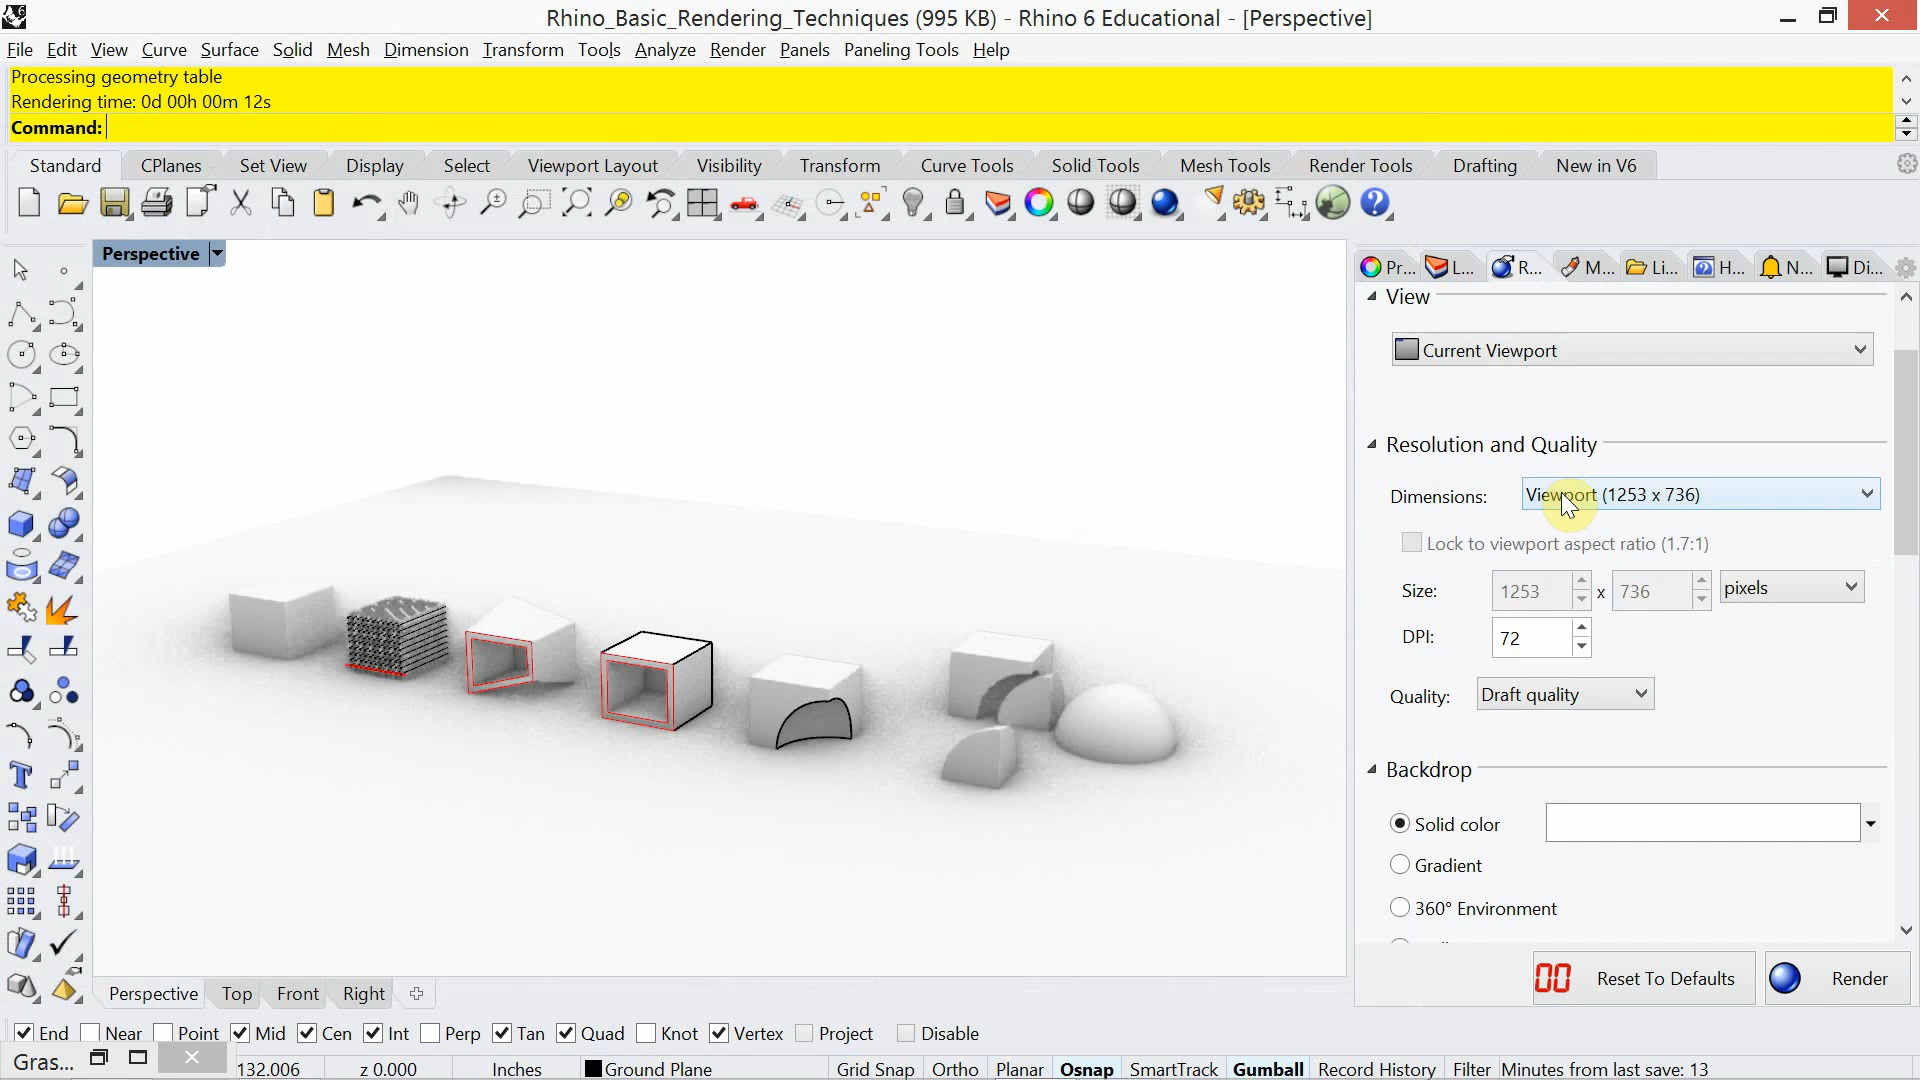 Rhino_Basic_Rendering_Techniques (995 KB) - Rhino 6 Educational - [Perspective]
File Edit View Curve Surface Solid Mesh Dimension Transform Tools Analyze Render Panels Paneling Tools Help
Processing geometry table
Rendering time: 0d 00h 00m 12s
Command:
Standard CPlanes Set View Display Select Viewport Layout Visibility Transform Curve Tools Solid Tools Mesh Tools Render Tools Drafting New in V6
Perspective
Pr... L... R... M... Li... H... N... Di...
View
Current Viewport
Resolution and Quality
Dimensions: Viewport (1253 x 736)
Lock to viewport aspect ratio (1.7:1)
Size: 1253 x 736 pixels
DPI: 72
Quality: Draft quality
Backdrop
Solid color
Gradient
360° Environment
Reset To Defaults Render
Perspective Top Front Right
End Near Point Mid Cen Int Perp Tan Quad Knot Vertex Project Disable
Gras... 132.006 z 0.000 Inches Ground Plane Grid Snap Ortho Planar Osnap SmartTrack Gumball Record History Filter Minutes from last save: 13